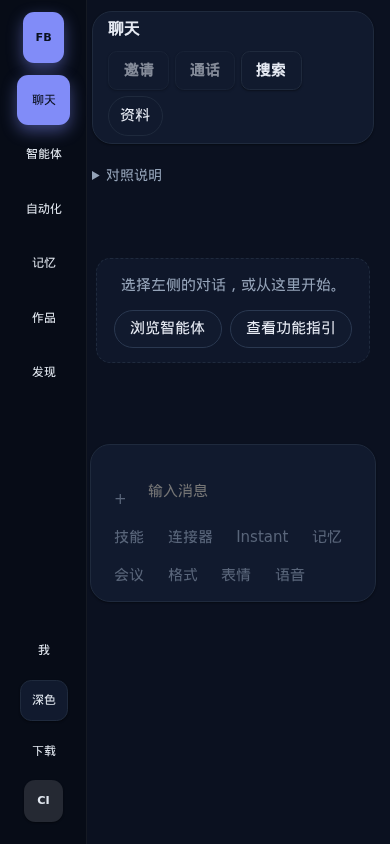 FB
聊天
智能体
自动化
记忆
作品
发现
我
深色
下载
CI
聊天
邀请 通话 搜索
资料
▶ 对照说明
选择左侧的对话，或从这里开始。
浏览智能体 查看功能指引
+ 输入消息
技能 连接器 Instant 记忆
会议 格式 表情 语音